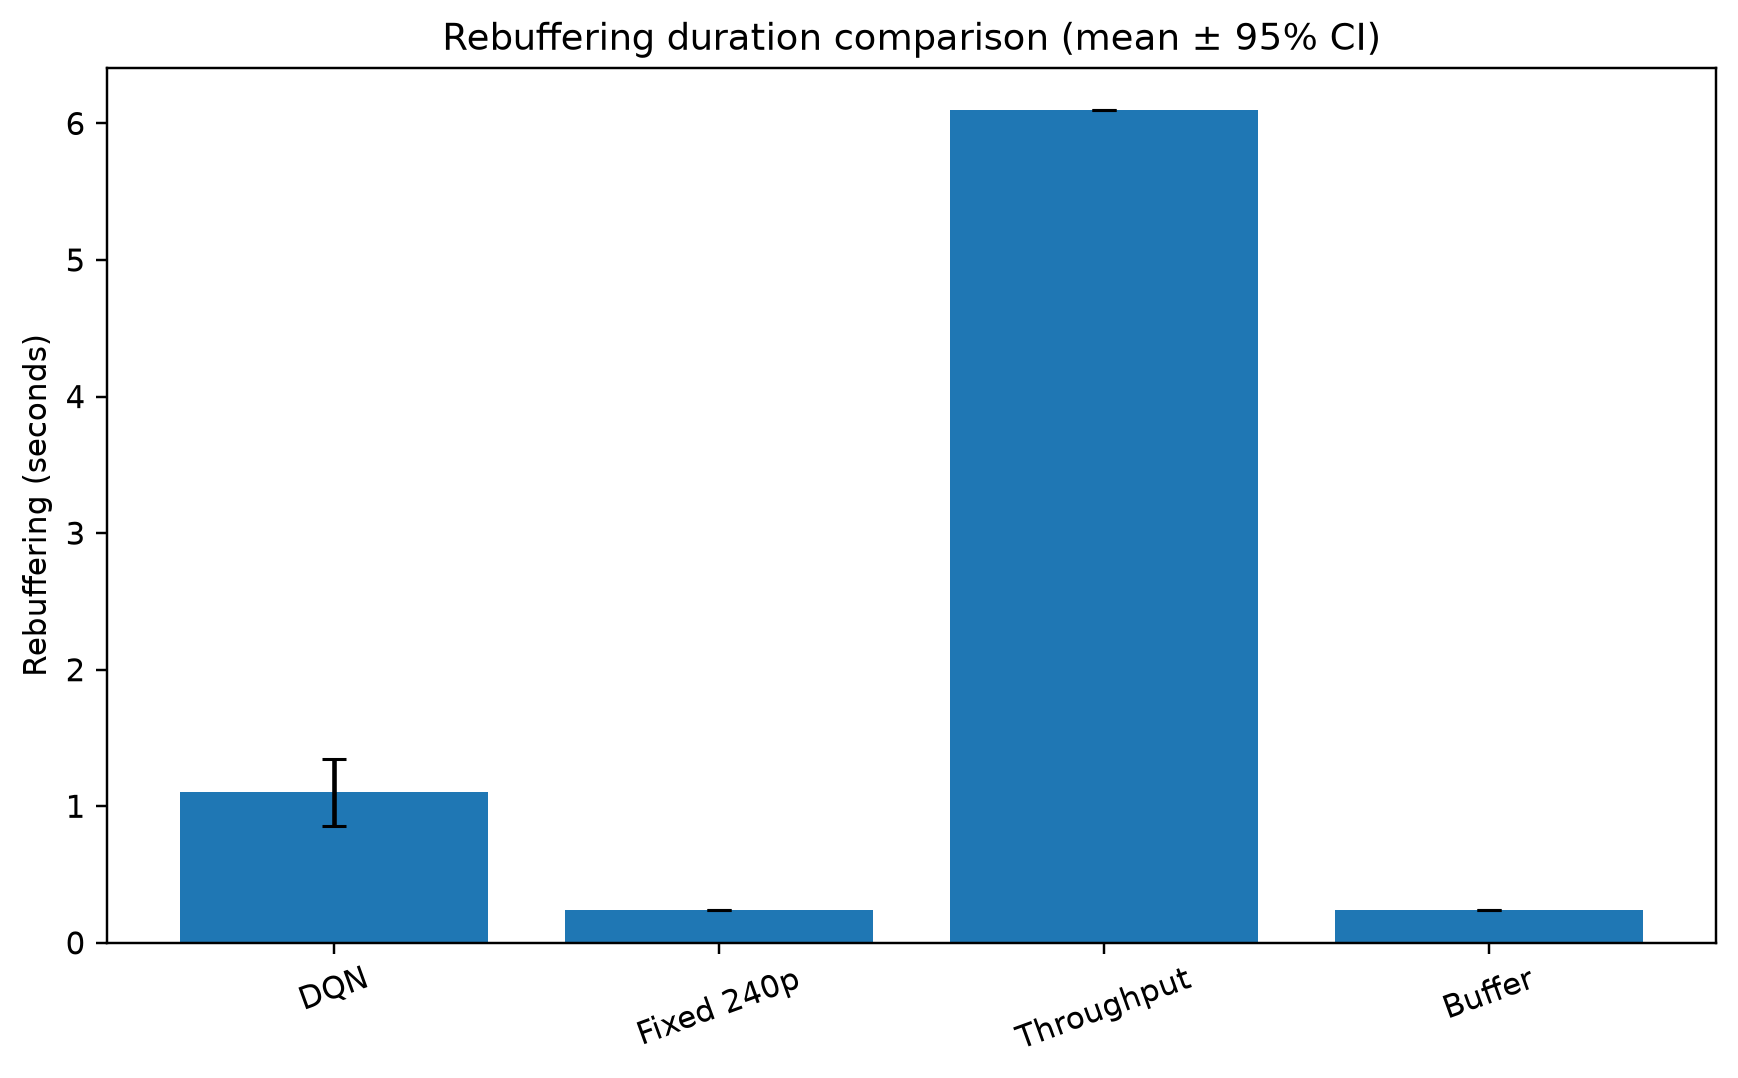 Rebuffering duration comparison (mean ± 95% CI)
Rebuffering (seconds)
6
5
4
3
2
1
0
DQN
Fixed 240p
Throughput
Buffer